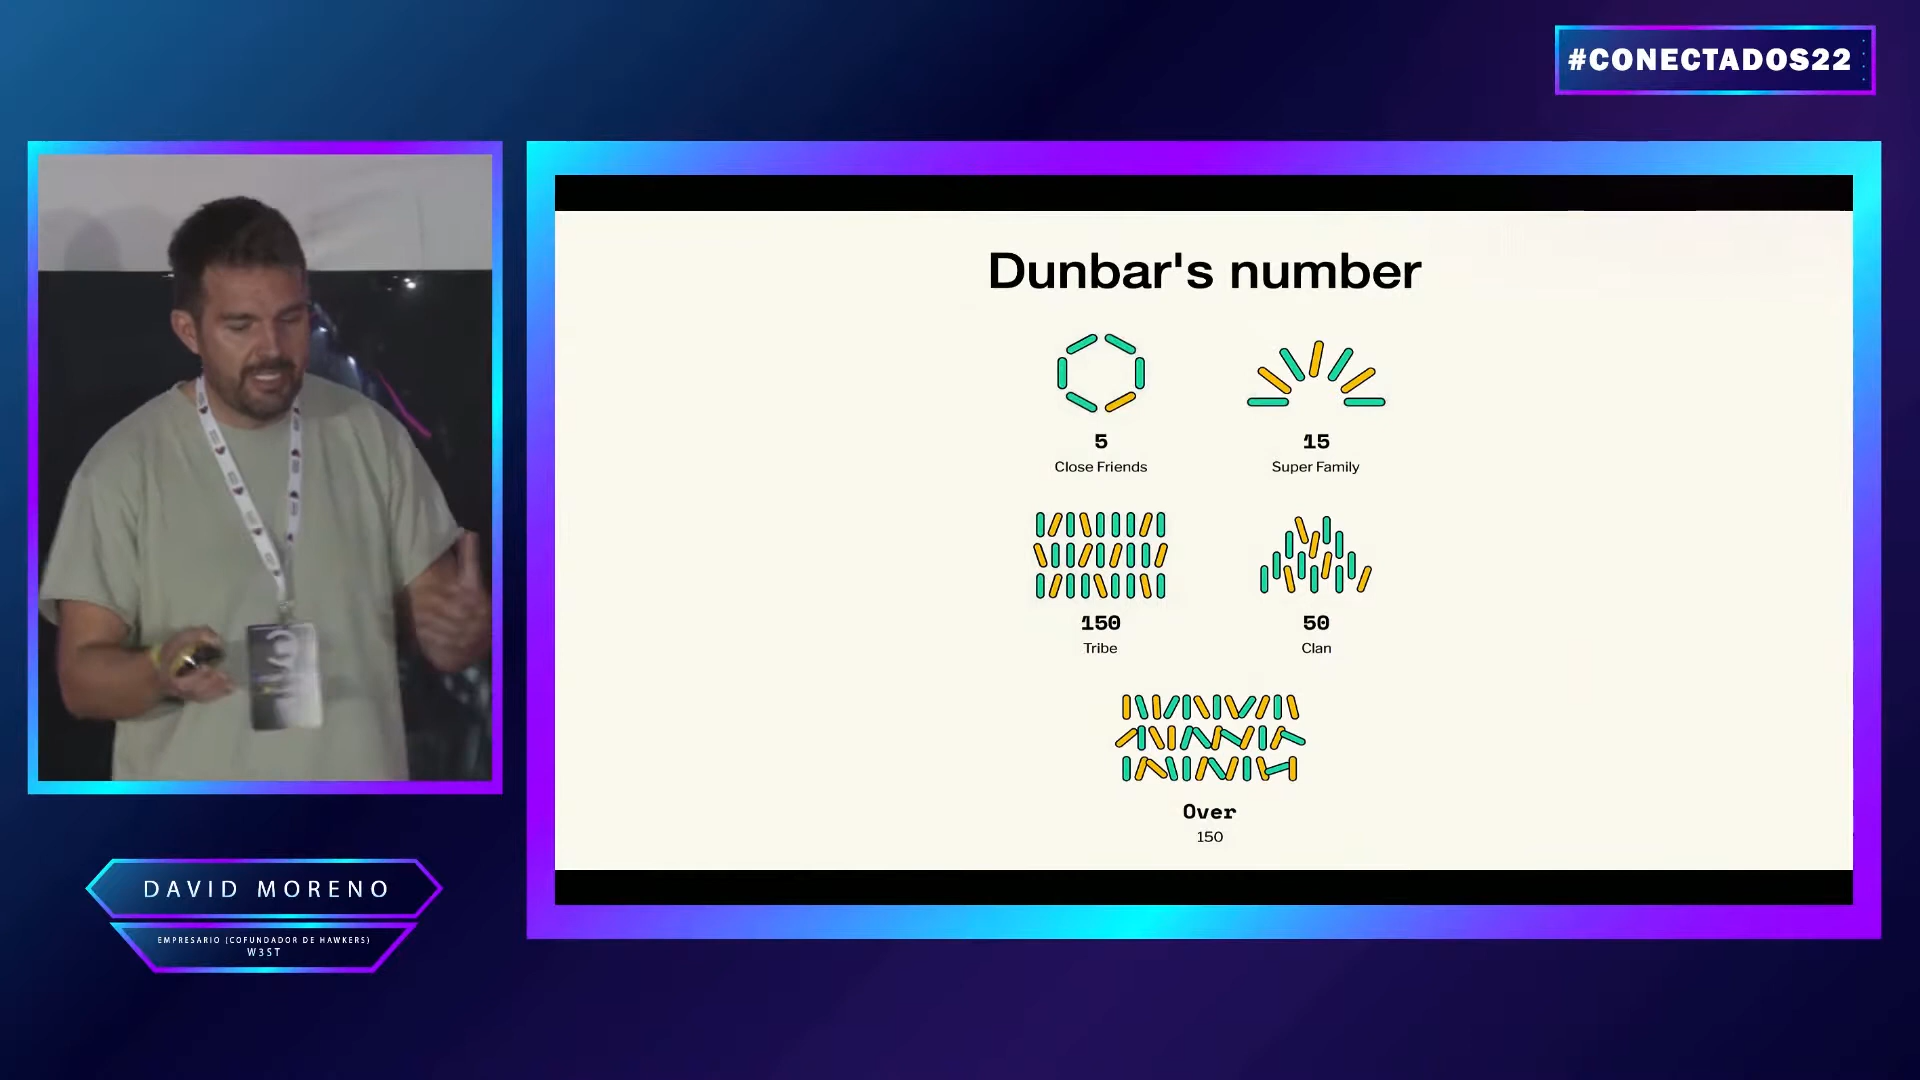 #CONECTADOS22
Dunbar's number
5
Close Friends
15
Super Family
150
Tribe
50
Clan
Over
150
DAVID MORENO
EMPRESARIO (COFUNDADOR DE HAWKERS)
W3ST